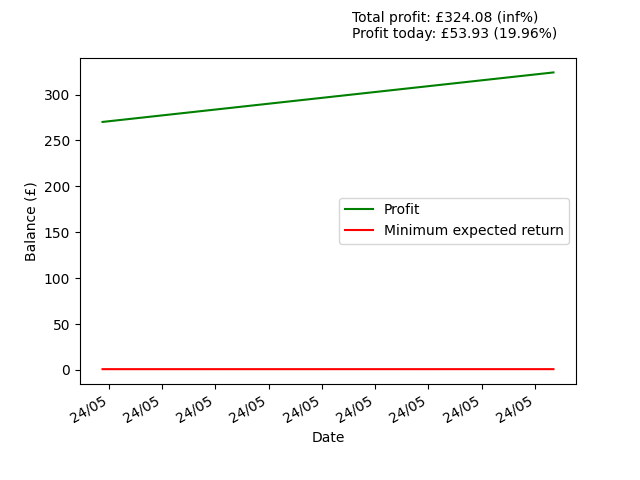 Total profit: £324.08 (inf%)
Profit today: £53.93 (19.96%)
300
250
200
150
100
50
0
Balance (£)
Profit
Minimum expected return
24/05
24/05
24/05
24/05
24/05
24/05
24/05
24/05
24/05
Date